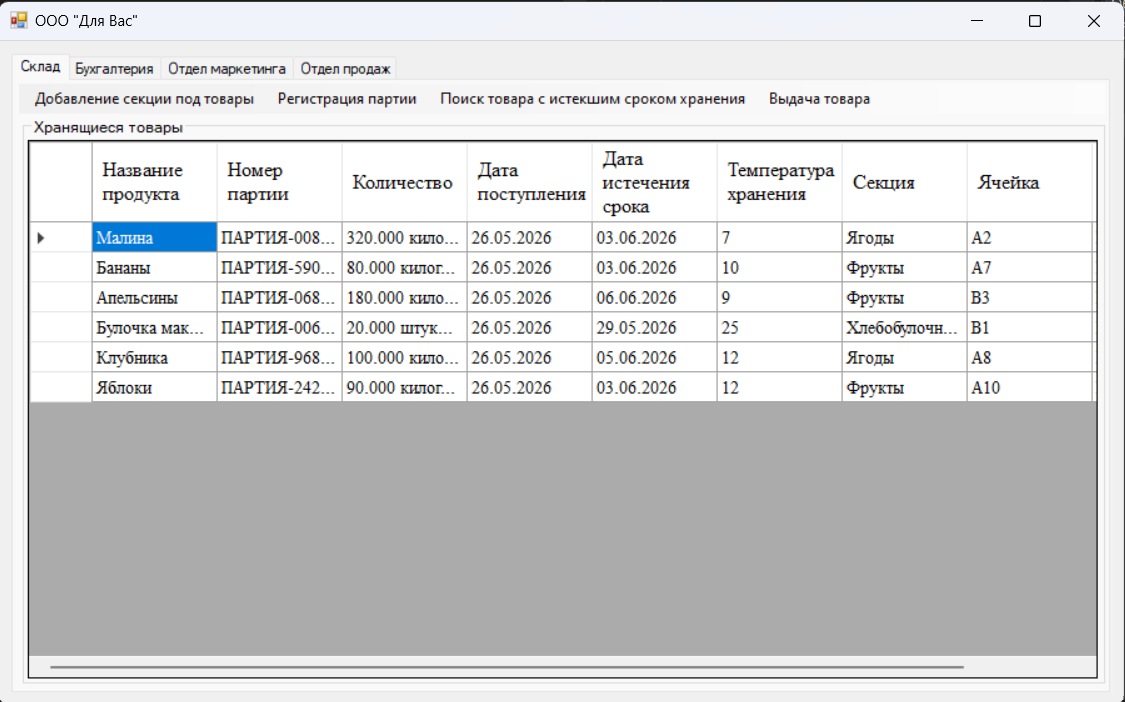 ООО "Для Вас"
Склад Бухгалтерия Отдел маркетинга Отдел продаж
Добавление секции под товары Регистрация партии Поиск товара с истекшим сроком хранения Выдача товара
Хранящиеся товары
Название продукта Номер партии Количество Дата поступления Дата истечения срока Температура хранения Секция Ячейка
Малина ПАРТИЯ-008... 320.000 кило... 26.05.2026 03.06.2026 7 Ягоды A2
Бананы ПАРТИЯ-590... 80.000 килог... 26.05.2026 03.06.2026 10 Фрукты A7
Апельсины ПАРТИЯ-068... 180.000 кило... 26.05.2026 06.06.2026 9 Фрукты B3
Булочка мак... ПАРТИЯ-006... 20.000 штук... 26.05.2026 29.05.2026 25 Хлебобулочн... B1
Клубника ПАРТИЯ-968... 100.000 кило... 26.05.2026 05.06.2026 12 Ягоды A8
Яблоки ПАРТИЯ-242... 90.000 килог... 26.05.2026 03.06.2026 12 Фрукты A10